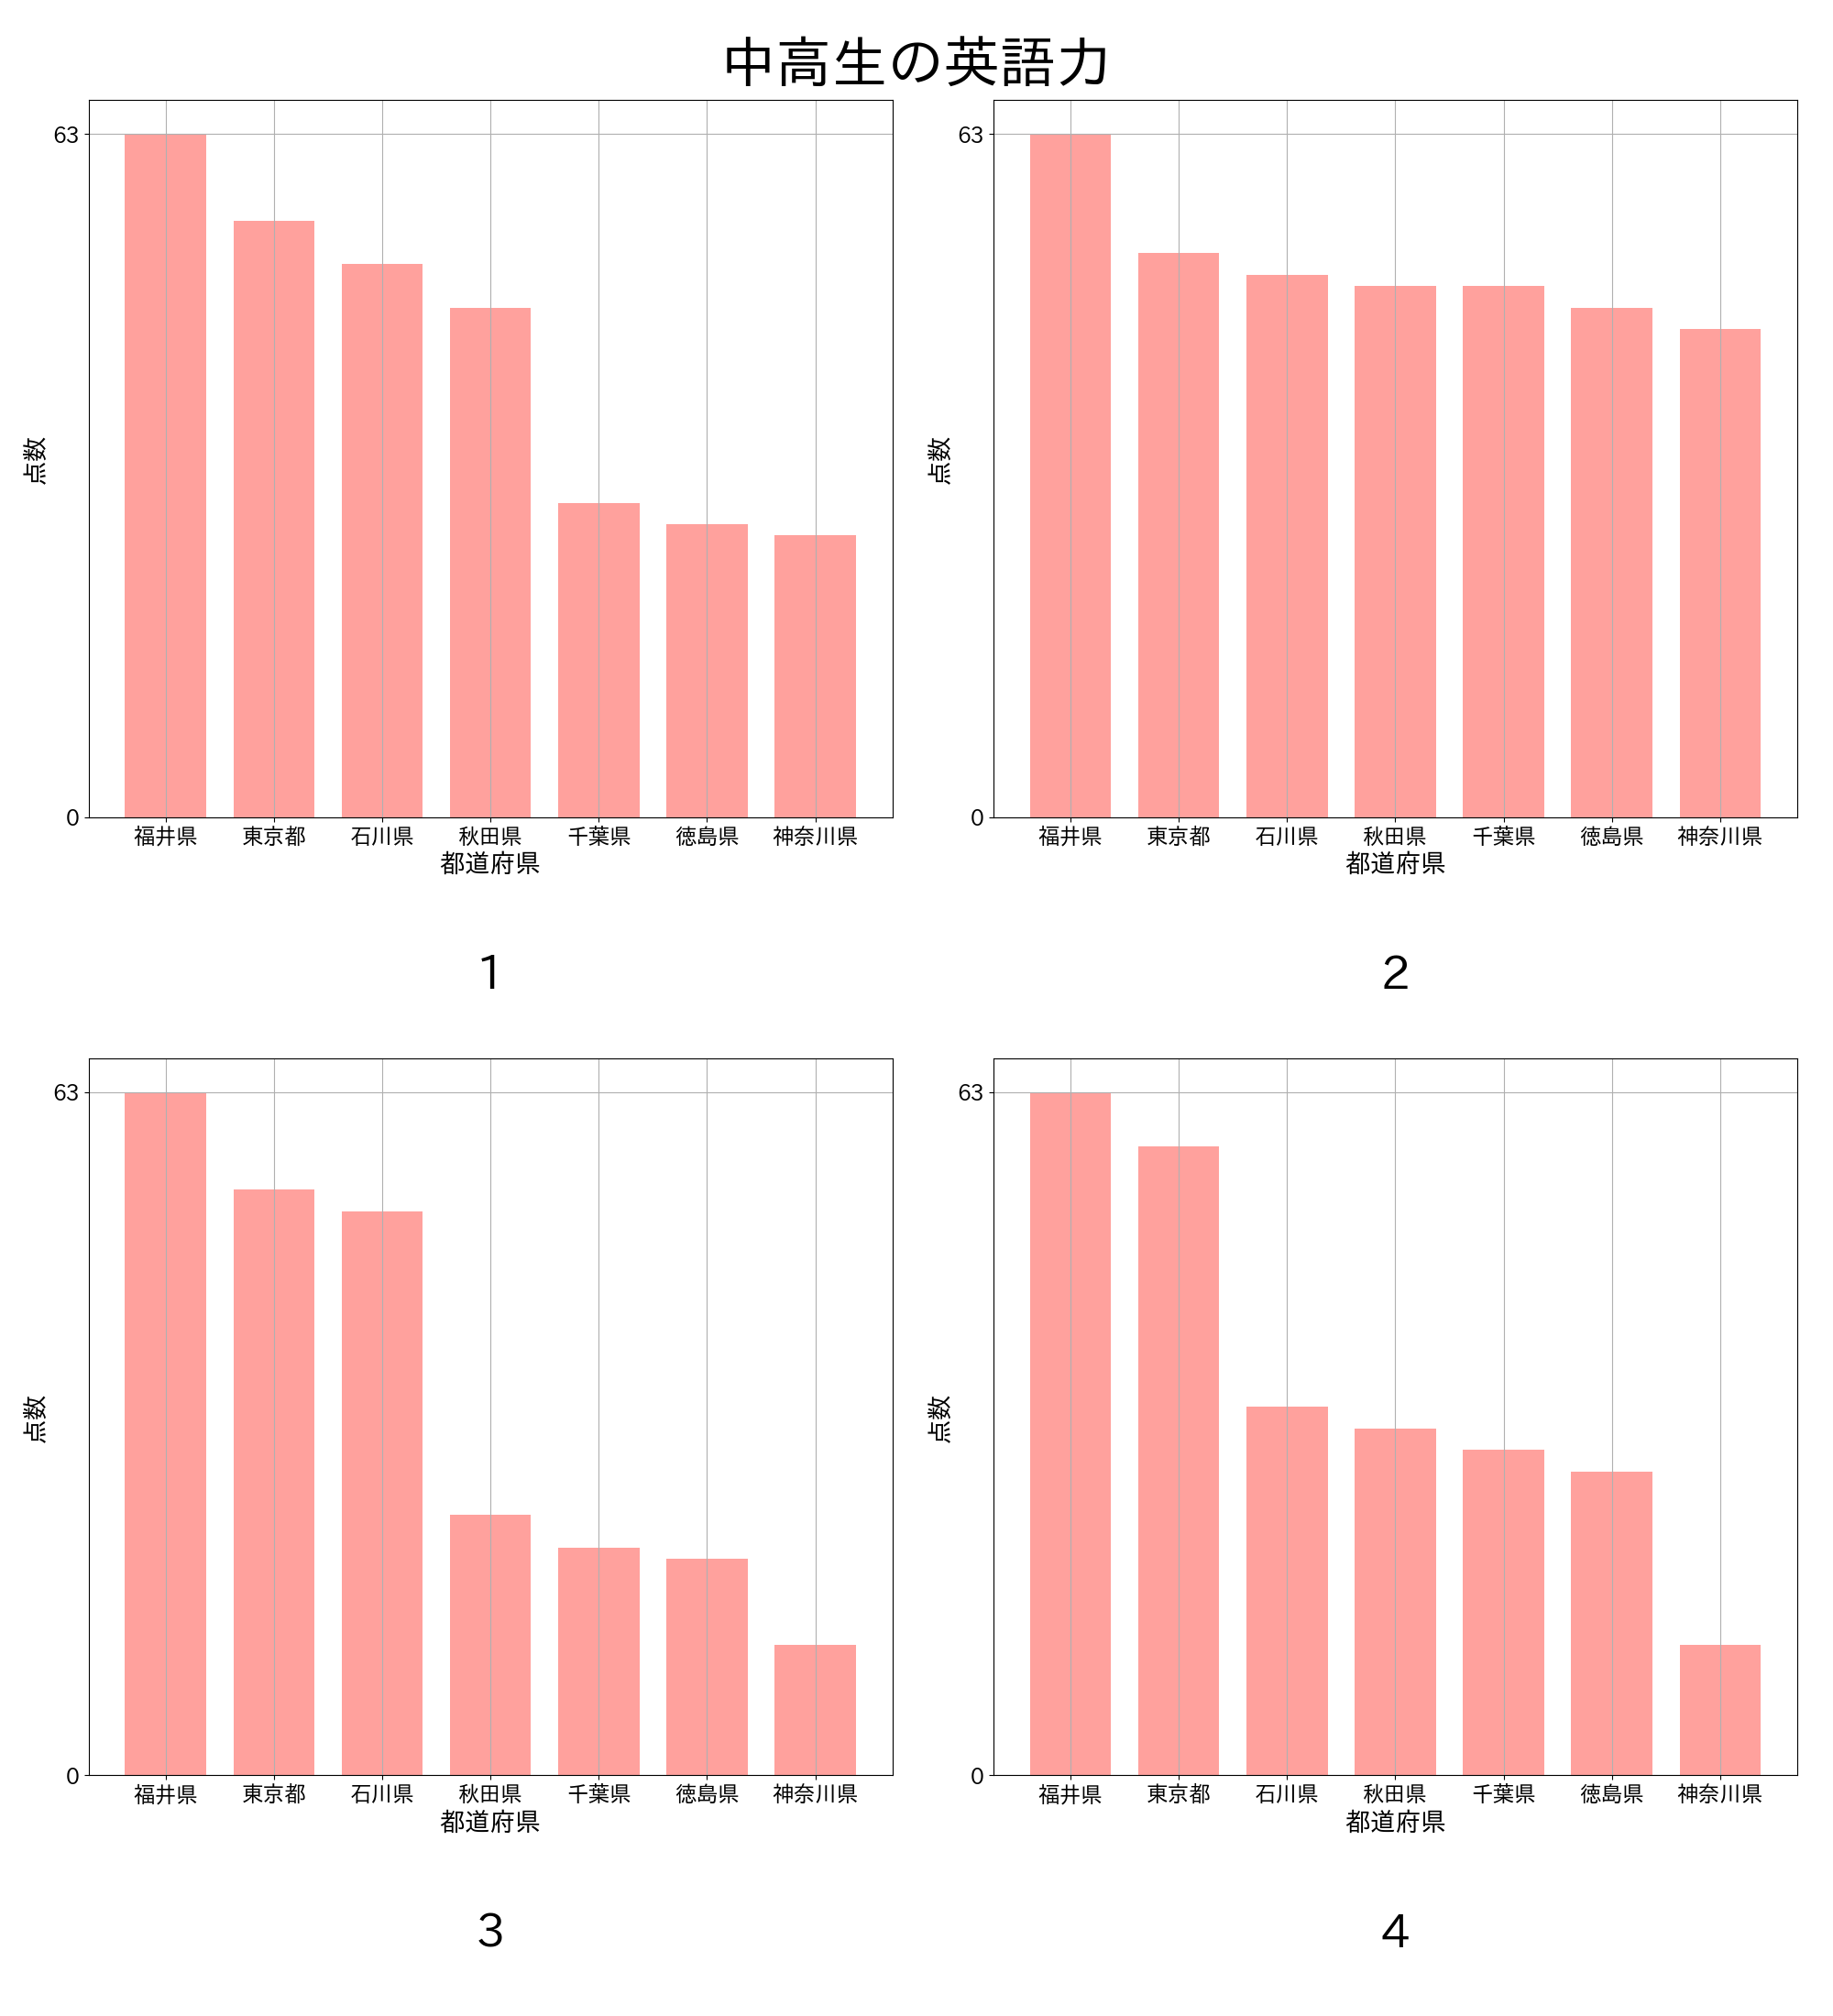 中高生の英語力
63
点数
0
福井県 東京都 石川県 秋田県 千葉県 徳島県 神奈川県
都道府県
1
63
点数
0
福井県 東京都 石川県 秋田県 千葉県 徳島県 神奈川県
都道府県
2
63
点数
0
福井県 東京都 石川県 秋田県 千葉県 徳島県 神奈川県
都道府県
3
63
点数
0
福井県 東京都 石川県 秋田県 千葉県 徳島県 神奈川県
都道府県
4